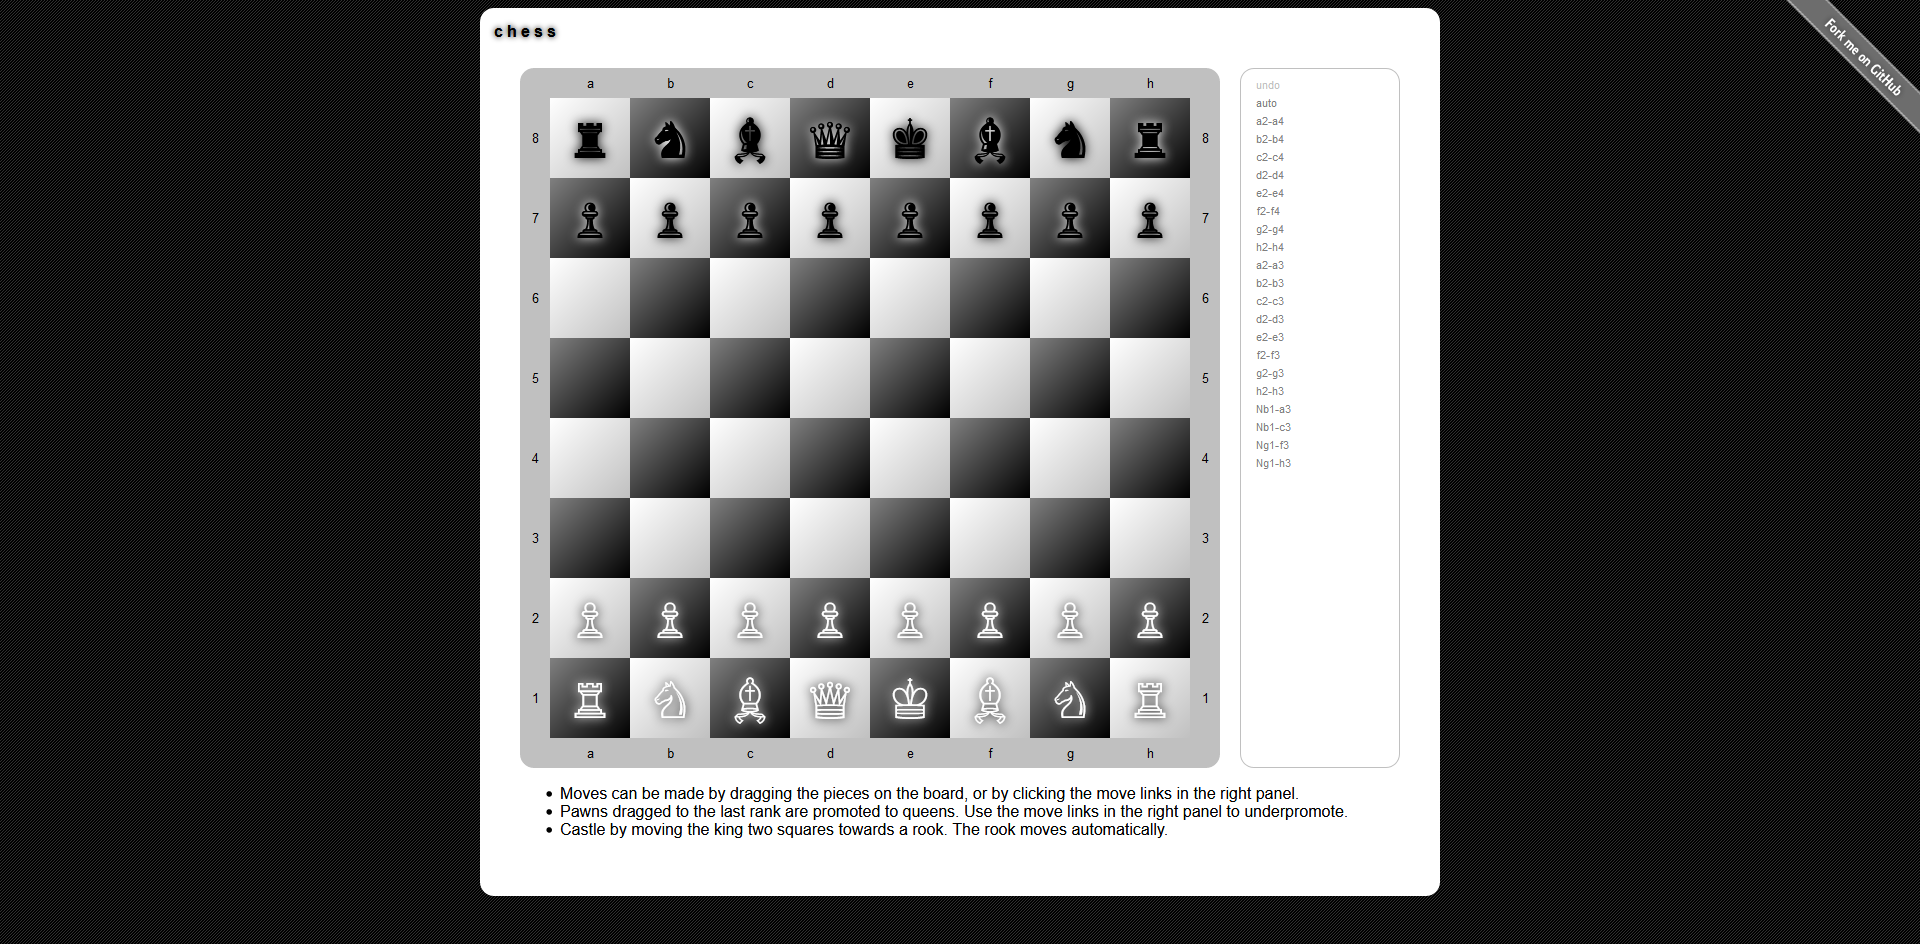 chess
Fork me on GitHub
a b c d e f g h
8 8
7 7
6 6
5 5
4 4
3 3
2 2
1 1
a b c d e f g h
undo
auto
a2-a4
b2-b4
c2-c4
d2-d4
e2-e4
f2-f4
g2-g4
h2-h4
a2-a3
b2-b3
c2-c3
d2-d3
e2-e3
f2-f3
g2-g3
h2-h3
Nb1-a3
Nb1-c3
Ng1-f3
Ng1-h3
• Moves can be made by dragging the pieces on the board, or by clicking the move links in the right panel.
• Pawns dragged to the last rank are promoted to queens. Use the move links in the right panel to underpromote.
• Castle by moving the king two squares towards a rook. The rook moves automatically.